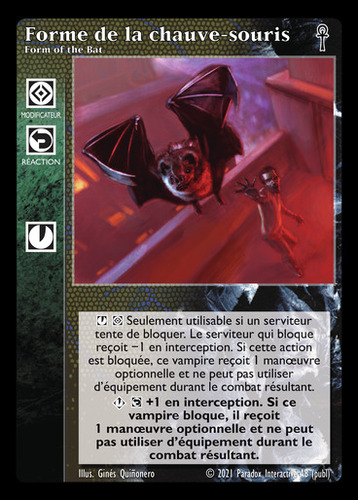 Forme de la chauve-souris
Form of the Bat
MODIFICATEUR
RÉACTION
Seulement utilisable si un serviteur
tente de bloquer. Le serviteur qui bloque
reçoit −1 en interception. Si cette action
est bloquée, ce vampire reçoit 1 manœuvre
optionnelle et ne peut pas utiliser
d'équipement durant le combat résultant.
+1 en interception. Si ce
vampire bloque, il reçoit
1 manœuvre optionnelle et ne peut
pas utiliser d'équipement durant le
combat résultant.
Illus. Ginés Quiñonero
© 2021 Paradox Interactive AB (publ)